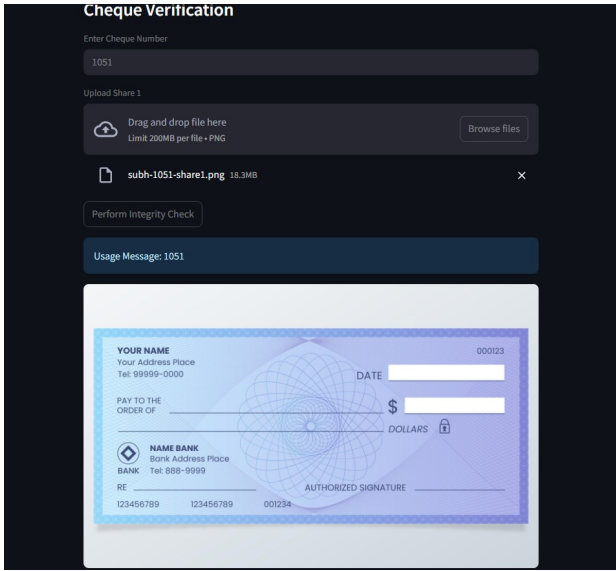 Cheque Verification
Enter Cheque Number
1051
Upload Share 1
Drag and drop file here
Limit 200MB per file • PNG
Browse files
subh-1051-share1.png 18.3MB
Perform Integrity Check
Usage Message: 1051
YOUR NAME
000123
Your Address Place
Tel: 99999-0000
DATE
PAY TO THE
ORDER OF
$
DOLLARS
NAME BANK
Bank Address Place
BANK Tel: 888-9999
RE
AUTHORIZED SIGNATURE
123456789 123456789 001234